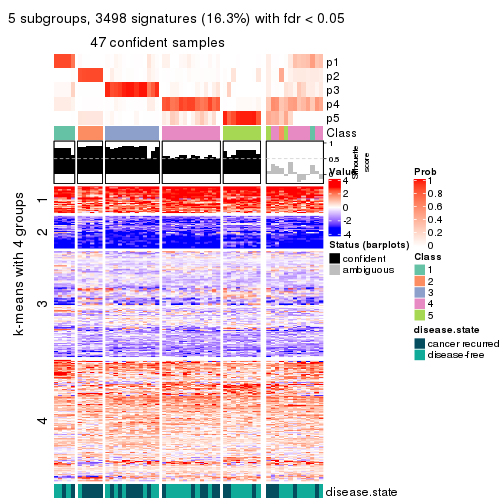 5 subgroups, 3498 signatures (16.3%) with fdr < 0.05
47 confident samples
p1
p2
p3
p4
p5
Class
1
0.5
0
Silhouette
score
k-means with 4 groups
1
2
3
4
Value
4
2
0
-2
-4
Status (barplots)
confident
ambiguous
Prob
1
0.8
0.6
0.4
0.2
0
Class
1
2
3
4
5
disease.state
cancer recurred
disease-free
disease.state